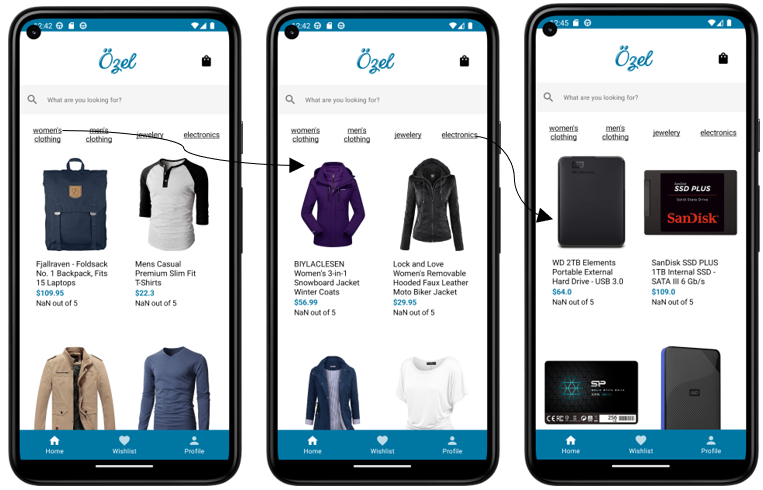 12:42
Özel
What are you looking for?
women's
clothing
men's
clothing
jewelery
electronics
Fjallraven - Foldsack
No. 1 Backpack, Fits
15 Laptops
$109.95
NaN out of 5
Mens Casual
Premium Slim Fit
T-Shirts
$22.3
NaN out of 5
Home
Wishlist
Profile
12:42
Özel
What are you looking for?
women's
clothing
men's
clothing
jewelery
electronics
BIYLACLESEN
Women's 3-in-1
Snowboard Jacket
Winter Coats
$56.99
NaN out of 5
Lock and Love
Women's Removable
Hooded Faux Leather
Moto Biker Jacket
$29.95
NaN out of 5
Home
Wishlist
Profile
12:45
Özel
What are you looking for?
women's
clothing
men's
clothing
jewelery
electronics
SanDisk
SSD PLUS
Solid State Drive
SanDisk
WD 2TB Elements
Portable External
Hard Drive - USB 3.0
$64.0
NaN out of 5
SanDisk SSD PLUS
1TB Internal SSD -
SATA III 6 Gb/s
$109.0
NaN out of 5
SP
256
WD
Home
Wishlist
Profile